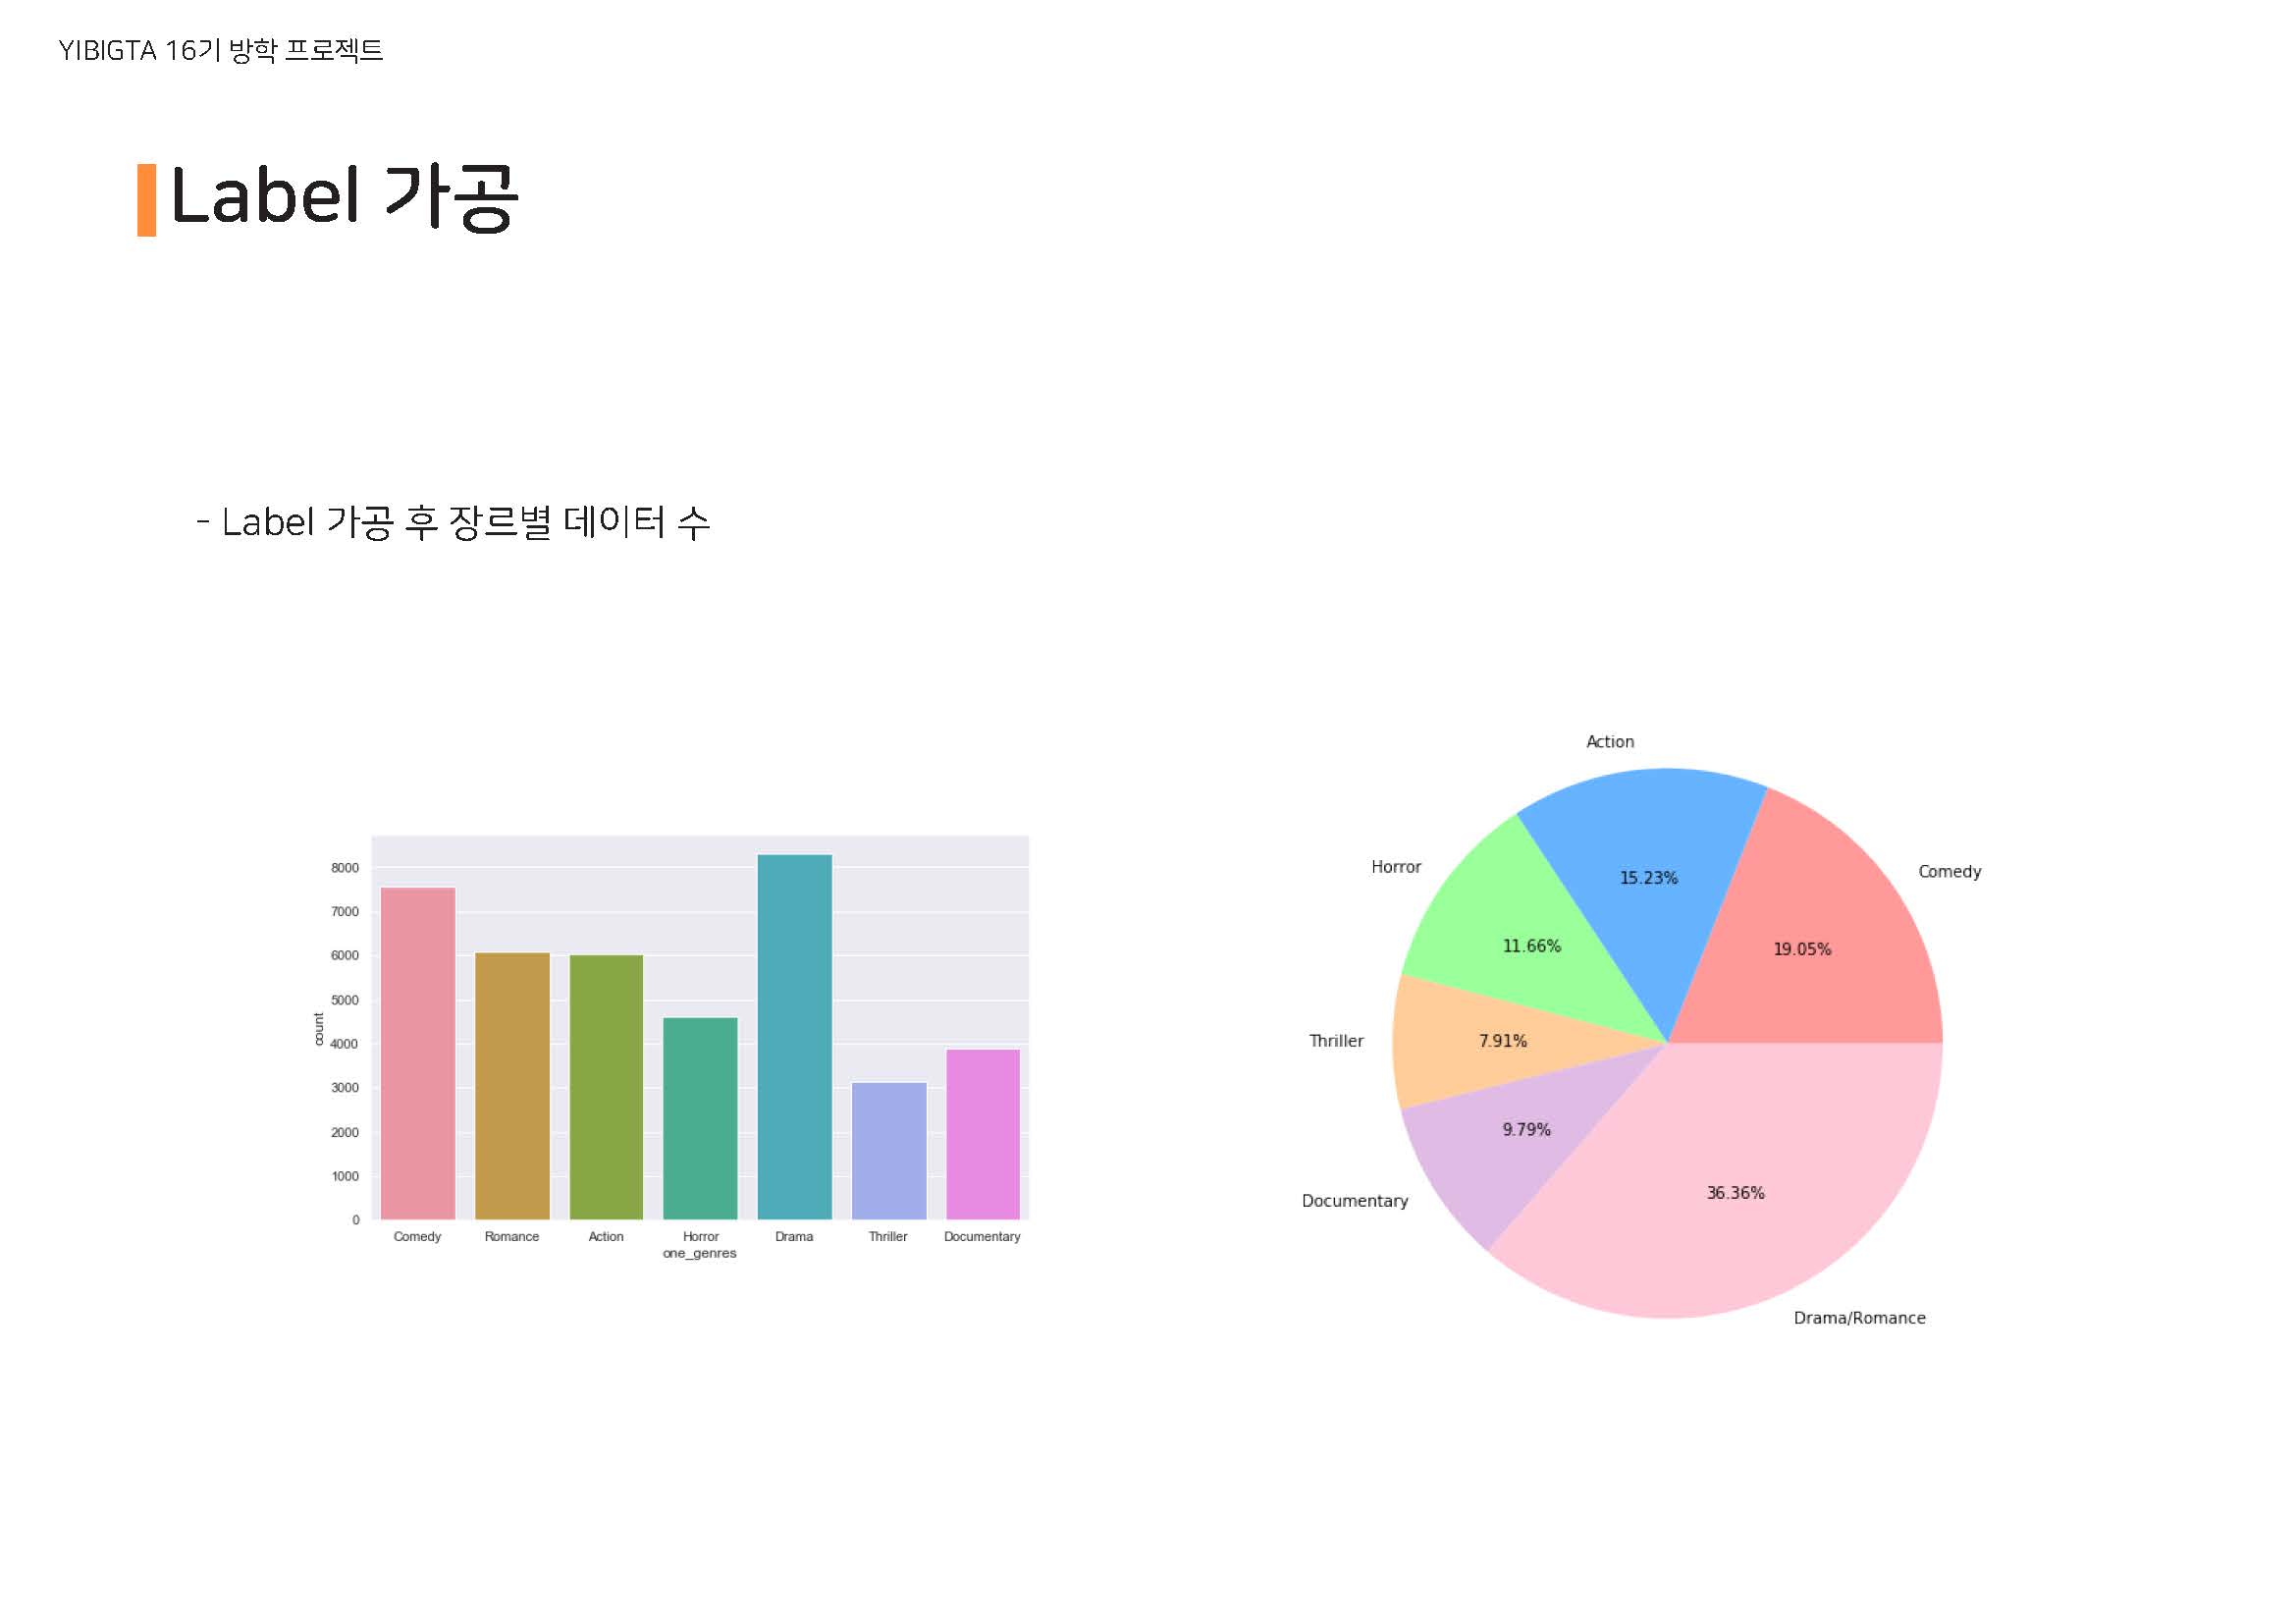 YIBIGTA 16기 방학 프로젝트
Label 가공
- Label 가공 후 장르별 데이터 수
8000
7000
6000
5000
4000
3000
2000
1000
0
count
Comedy Romance Action Horror Drama Thriller Documentary
one_genres
Action
Comedy
Horror
Thriller
Documentary
Drama/Romance
15.23%
19.05%
11.66%
7.91%
9.79%
36.36%